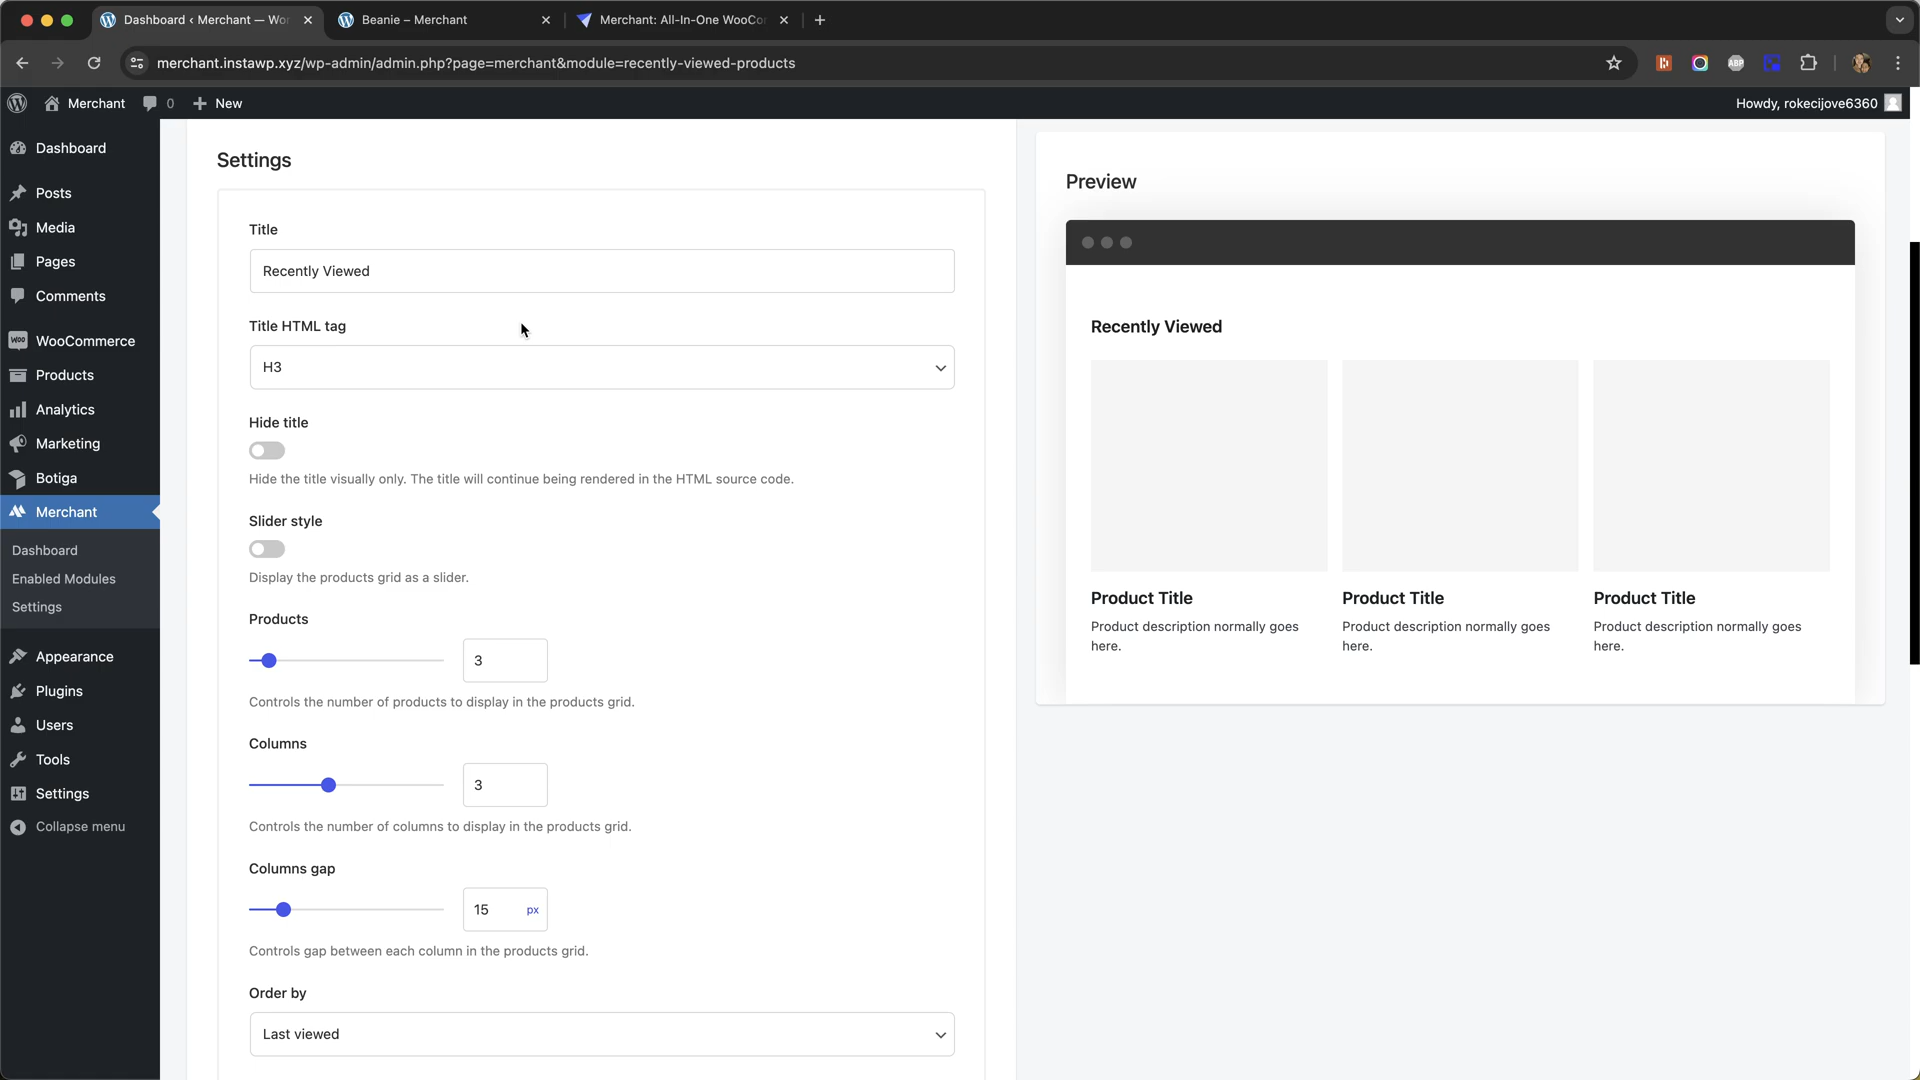 Dashboard ‹ Merchant — Wor
Beanie – Merchant
Merchant: All-In-One WooCo
merchant.instawp.xyz/wp-admin/admin.php?page=merchant&module=recently-viewed-products
ABP
Merchant
0
New
Howdy, rokecijove6360
Dashboard
Posts
Media
Pages
Comments
WOO
WooCommerce
Products
Analytics
Marketing
Botiga
Merchant
Dashboard
Enabled Modules
Settings
Appearance
Plugins
Users
Tools
Settings
Collapse menu
Settings
Title
Recently Viewed
Title HTML tag
H3
Hide title
Hide the title visually only. The title will continue being rendered in the HTML source code.
Slider style
Display the products grid as a slider.
Products
3
Controls the number of products to display in the products grid.
Columns
3
Controls the number of columns to display in the products grid.
Columns gap
15 px
Controls gap between each column in the products grid.
Order by
Last viewed
Preview
Recently Viewed
Product Title
Product description normally goes
here.
Product Title
Product description normally goes
here.
Product Title
Product description normally goes
here.